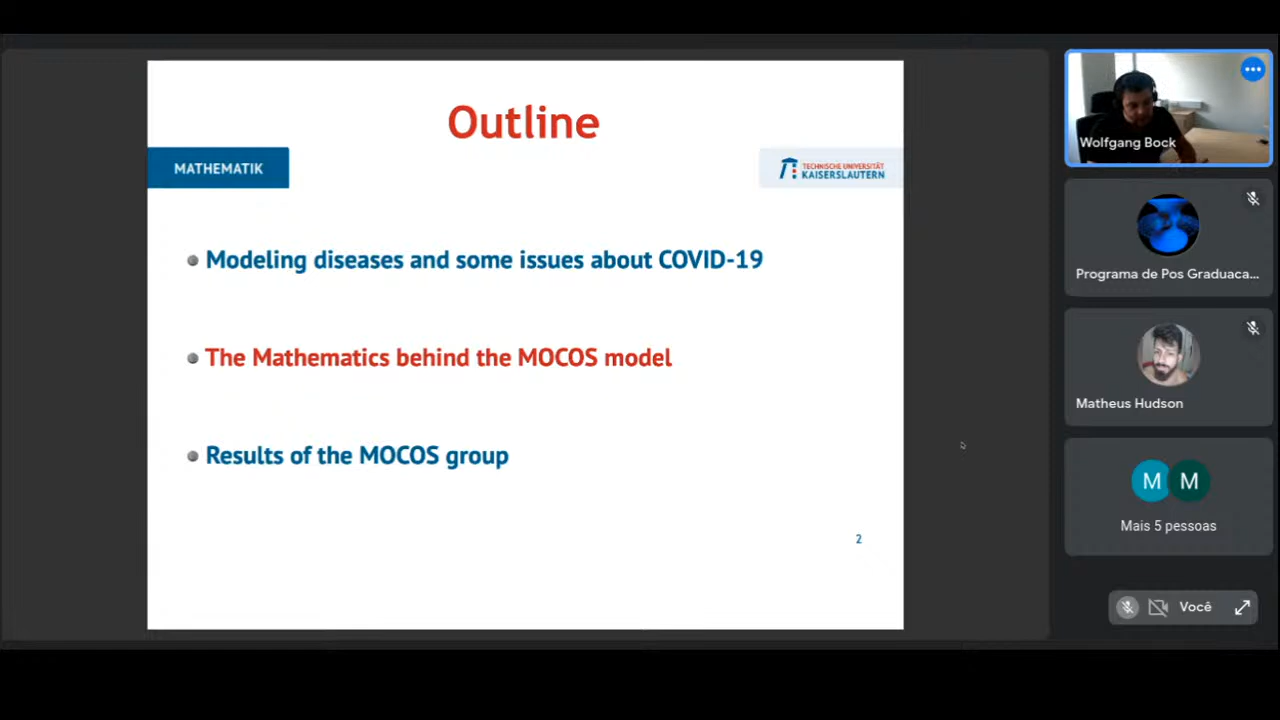 Outline
MATHEMATIK
TECHNISCHE UNIVERSITÄT
KAISERSLAUTERN
Modeling diseases and some issues about COVID-19
The Mathematics behind the MOCOS model
Results of the MOCOS group
2
Wolfgang Bock
Programa de Pos Graduaca...
Matheus Hudson
M
M
Mais 5 pessoas
Você